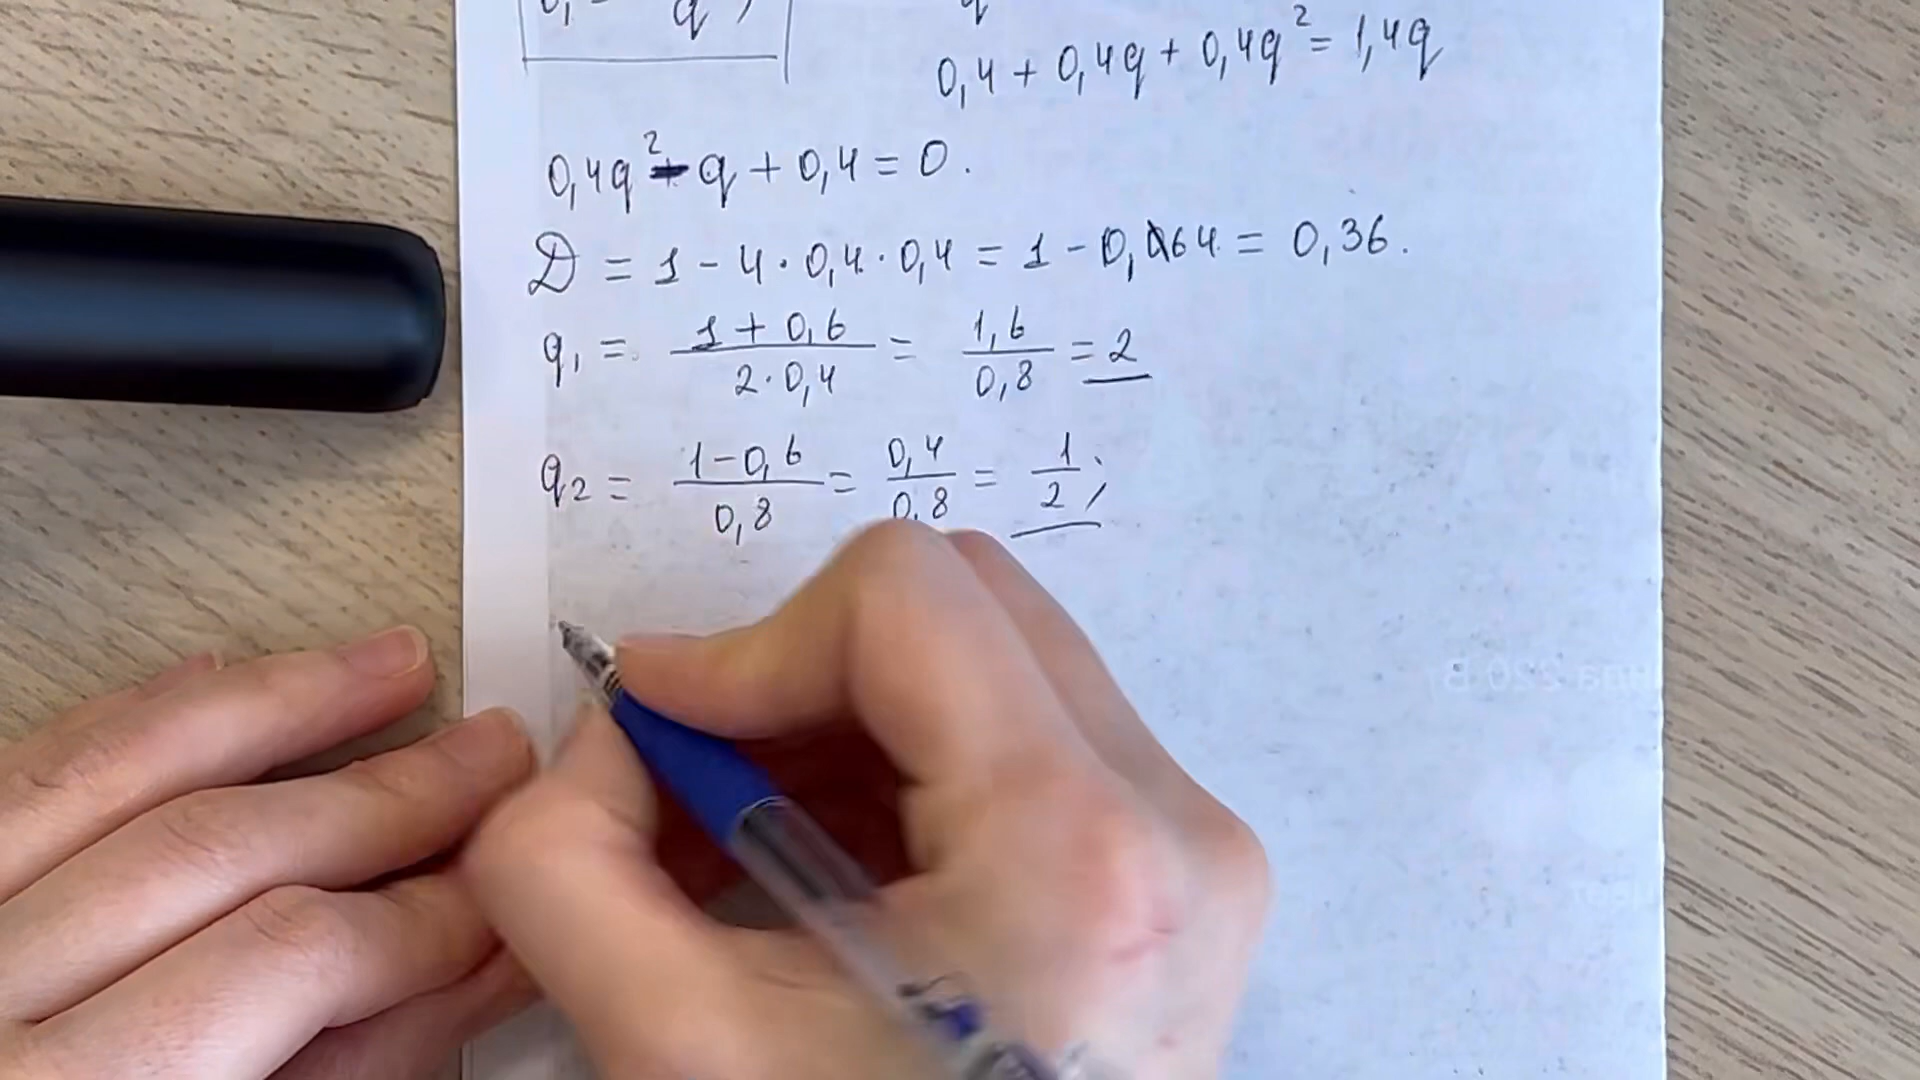 0,4 + 0,4q + 0,4q² = 1,4q
0,4q² - q + 0,4 = 0.
D = 1 - 4 · 0,4 · 0,4 = 1 - 0,64 = 0,36.
q₁ = (1 + 0,6)/(2 · 0,4) = 1,6/0,8 = 2
q₂ = (1 - 0,6)/0,8 = 0,4/0,8 = 1/2;